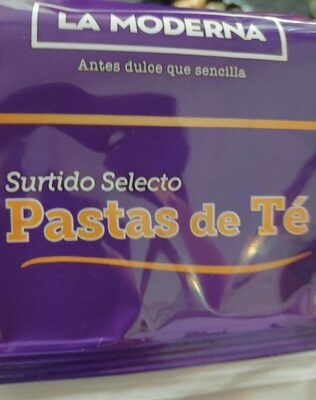 LA MODERNA
Antes dulce que sencilla
Surtido Selecto
Pastas de Té